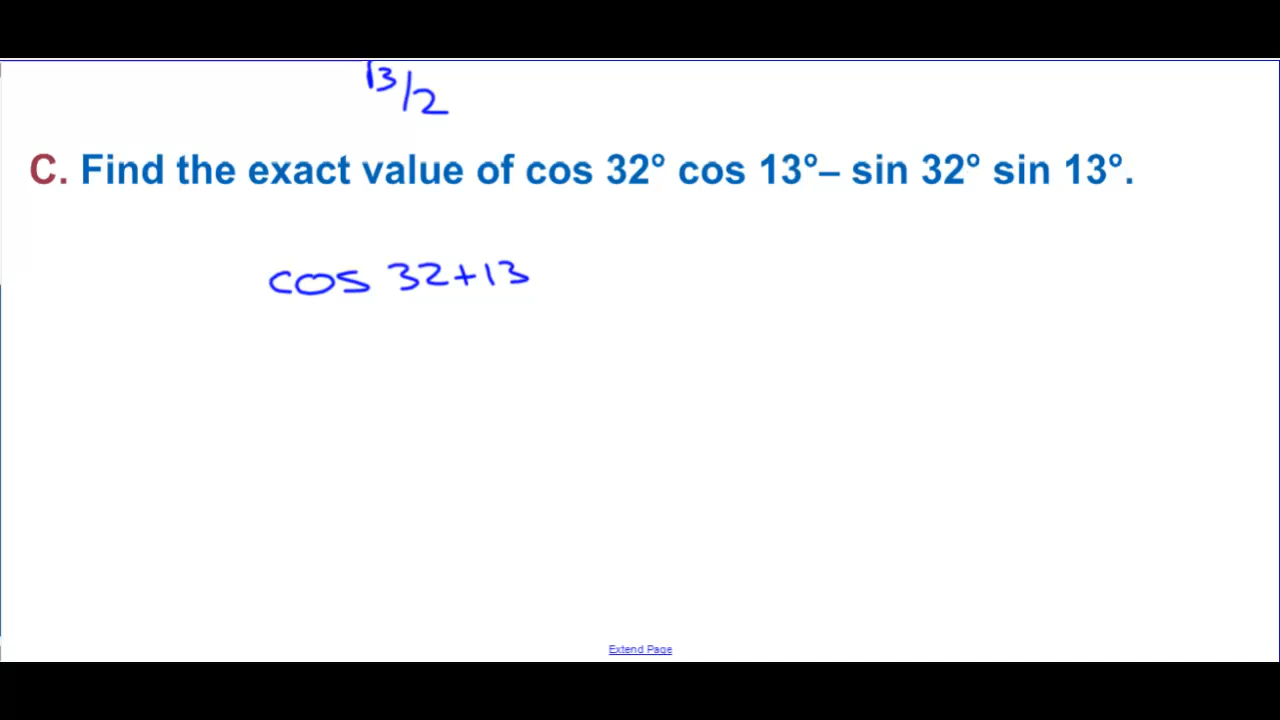 √3/2
C. Find the exact value of cos 32° cos 13°– sin 32° sin 13°.
cos 32+13
Extend Page